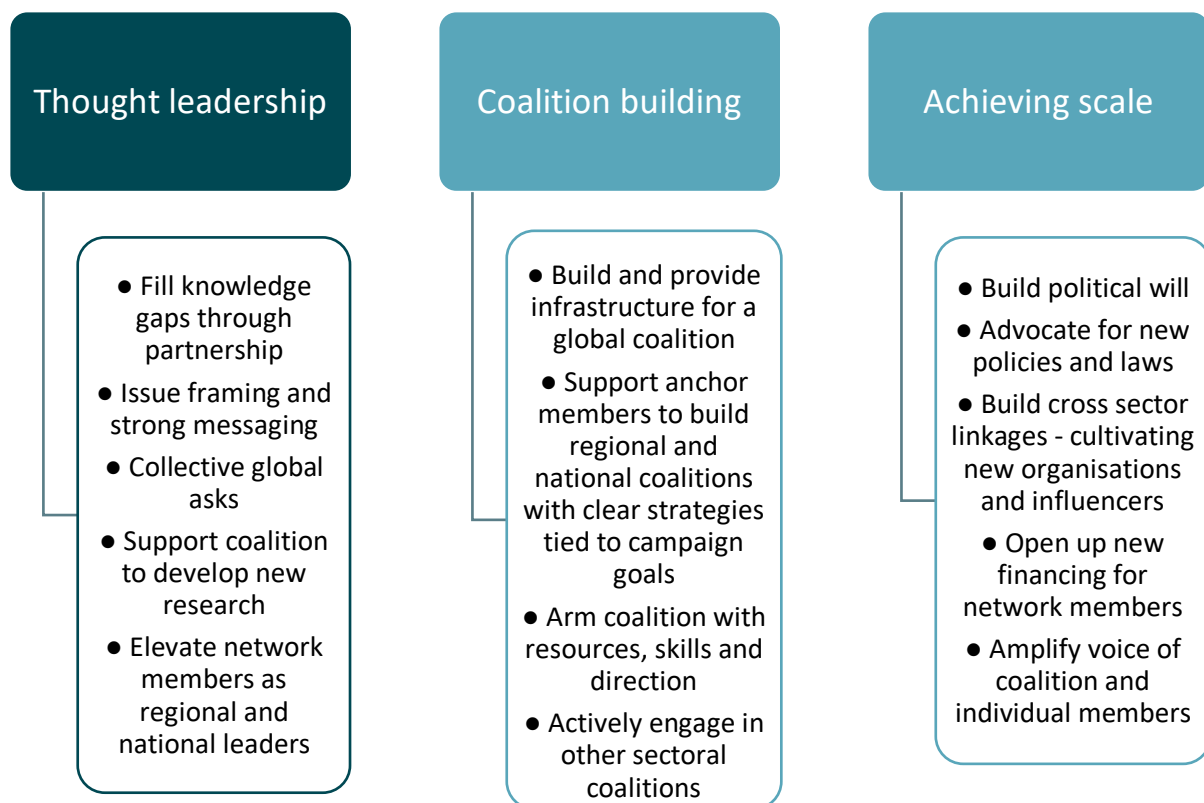 Thought leadership
● Fill knowledge
gaps through
partnership
● Issue framing and
strong messaging
● Collective global
asks
● Support coalition
to develop new
research
● Elevate network
members as
regional and
national leaders
Coalition building
● Build and provide
infrastructure for a
global coalition
● Support anchor
members to build
regional and
national coalitions
with clear strategies
tied to campaign
goals
● Arm coalition with
resources, skills and
direction
● Actively engage in
other sectoral
coalitions
Achieving scale
● Build political will
● Advocate for new
policies and laws
● Build cross sector
linkages - cultivating
new organisations
and influencers
● Open up new
financing for
network members
● Amplify voice of
coalition and
individual members